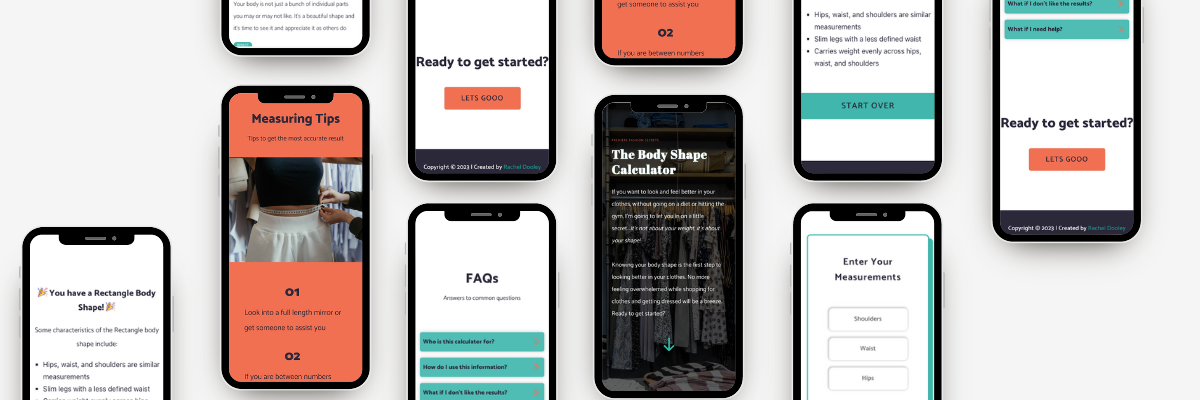 🎉You have a Rectangle Body
Shape!🎉
Some characteristics of the Rectangle body
shape include:
Hips, waist, and shoulders are similar
measurements
Slim legs with a less defined waist
Carries weight evenly across hips,
Your body is not just a bunch of individual parts
you may or may not like. It's a beautiful shape and
it's time to see it and appreciate it as others do
Measuring Tips
Tips to get the most accurate result
01
Look into a full length mirror or
get someone to assist you
02
If you are between numbers
Ready to get started?
LETS GOOO
Copyright © 2023 | Created by Rachel Dooley
FAQs
Answers to common questions
Who is this calculator for?
How do I use this information?
What if I don't like the results?
get someone to assist you
02
If you are between numbers
The Body Shape
Calculator
If you want to look and feel better in your
clothes, without going on a diet or hitting the
gym, I'm going to let you in on a little
secret...it's not about your weight, it's about
your shape!
Knowing your body shape is the first step to
looking better in your clothes. No more
feeling overwhelemed while shopping for
clothes and getting dressed will be a breeze.
Ready to get started?
Hips, waist, and shoulders are similar
measurements
Slim legs with a less defined waist
Carries weight evenly across hips,
waist, and shoulders
START OVER
Enter Your
Measurements
Shoulders
Waist
Hips
What if I don't like the results?
What if I need help?
Ready to get started?
LETS GOOO
Copyright © 2023 | Created by Rachel Dooley